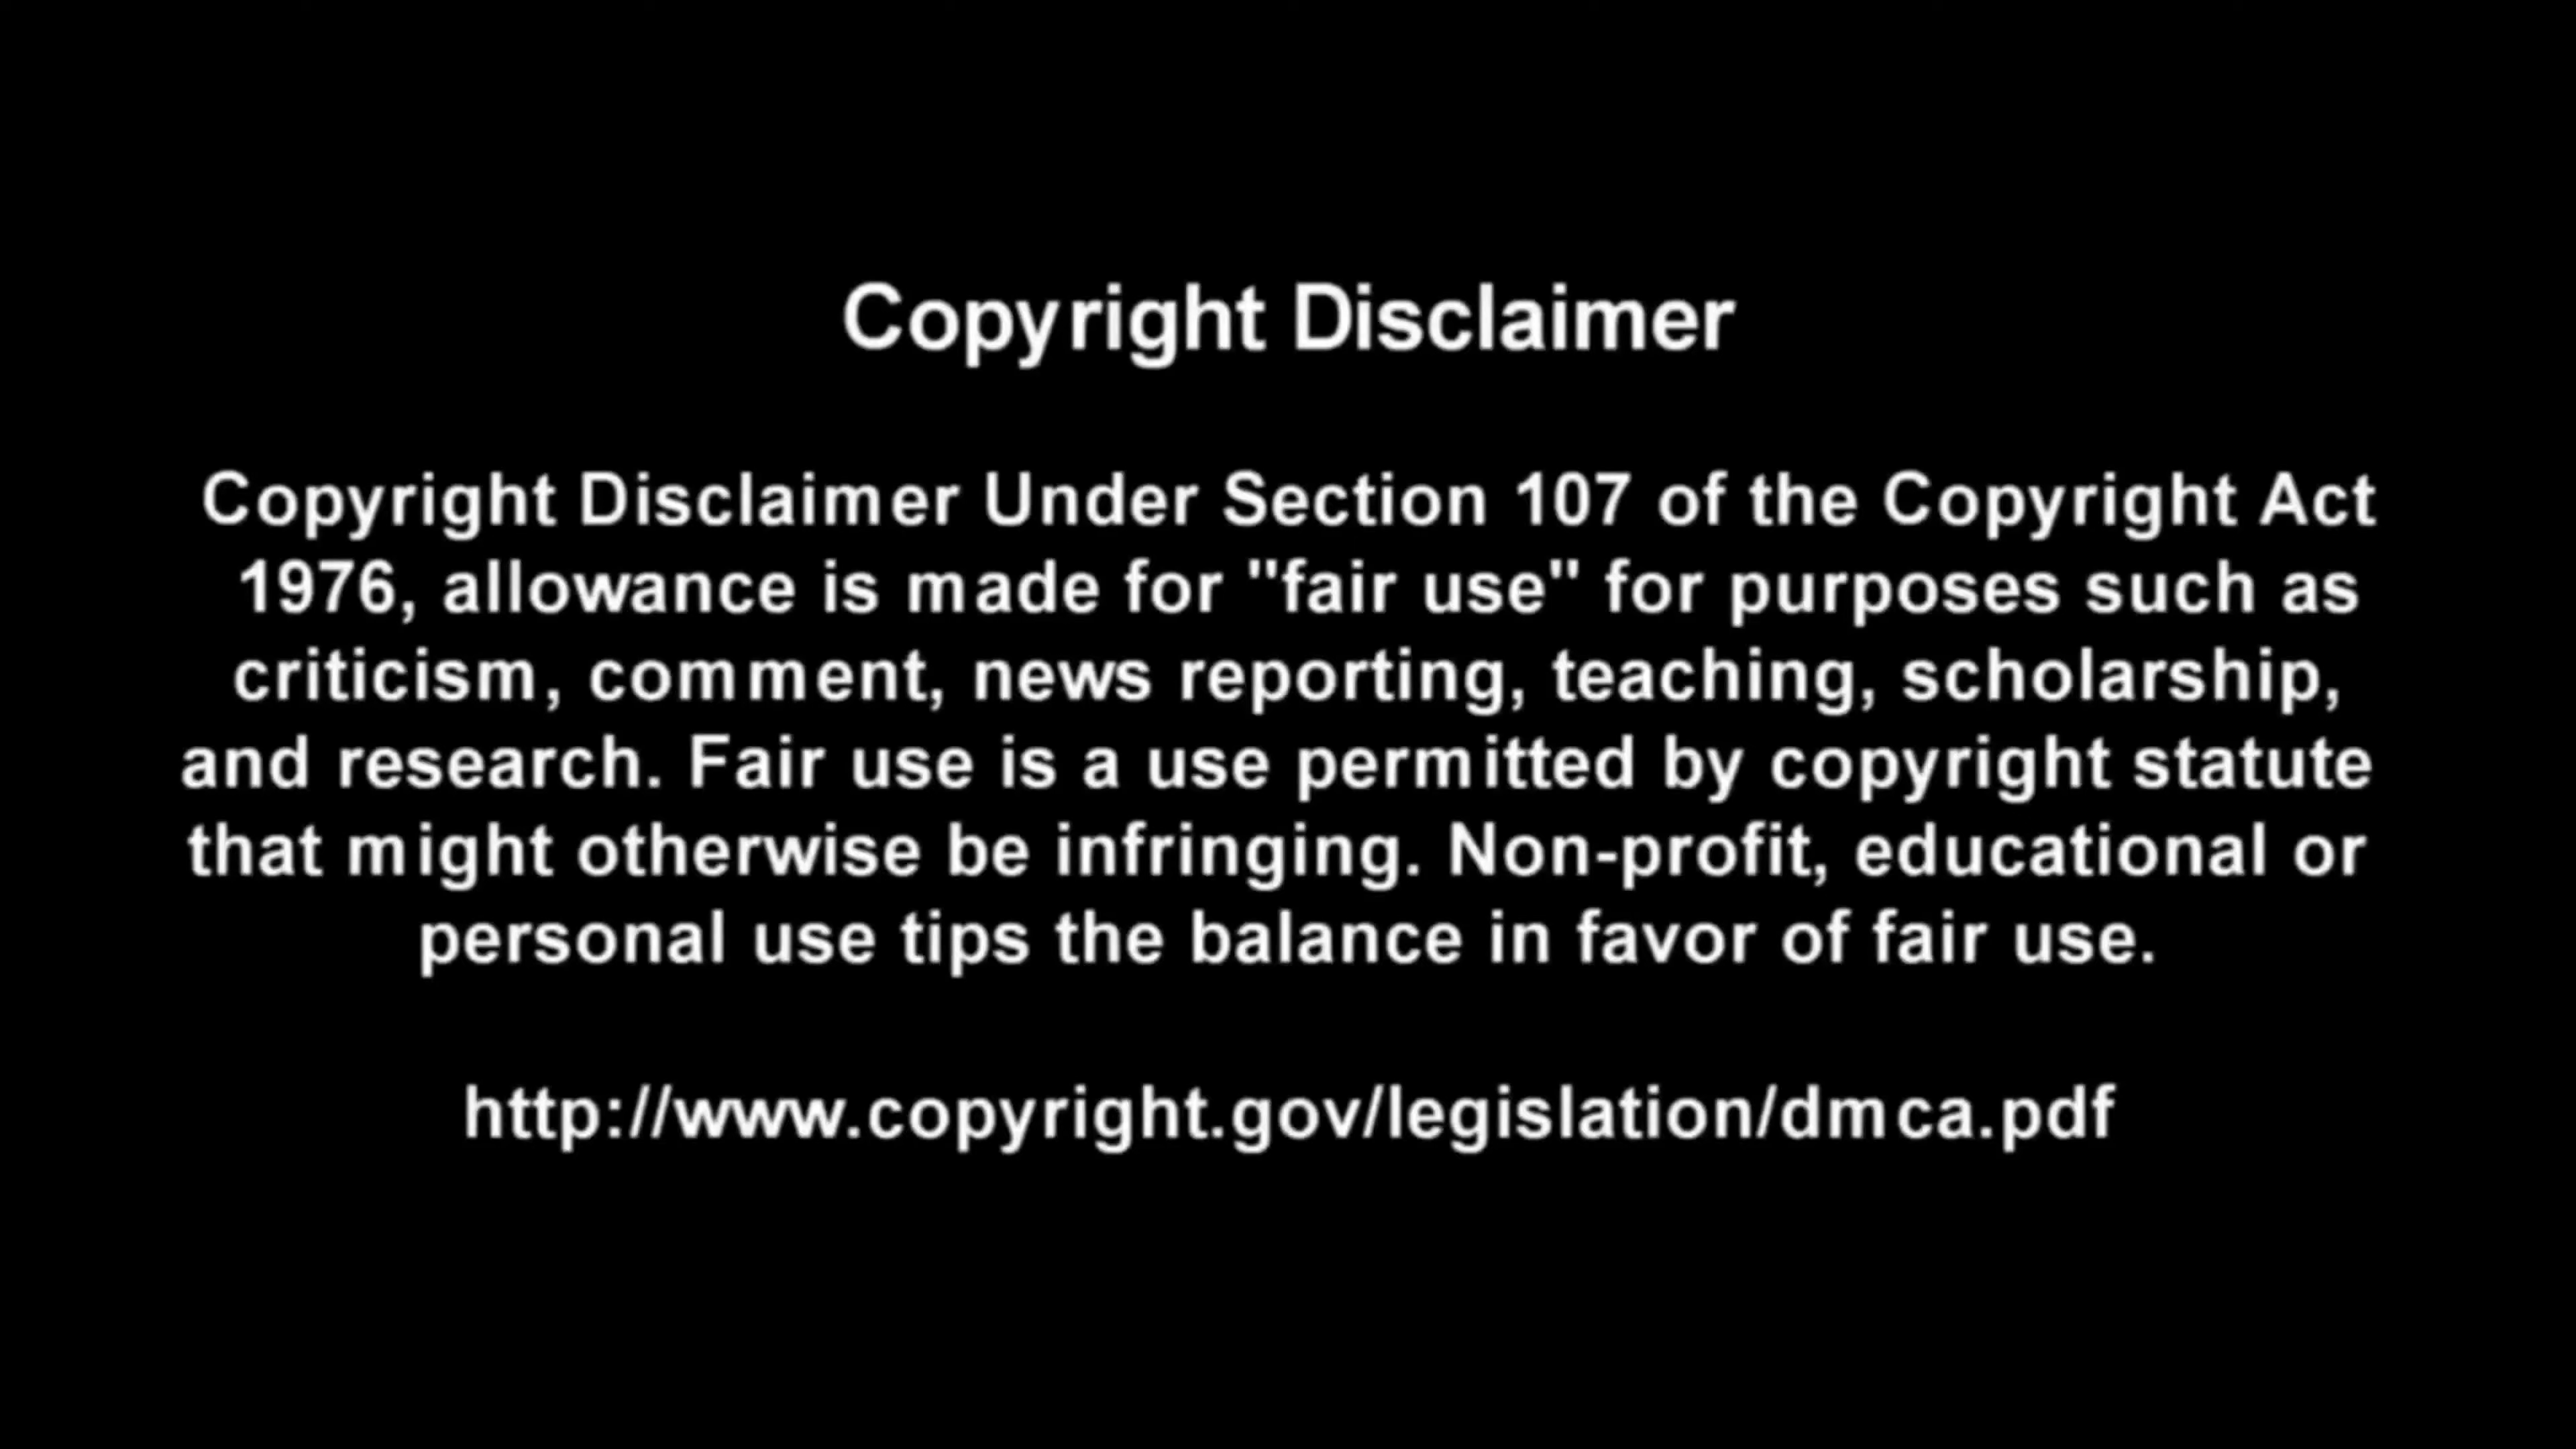 Copyright Disclaimer
Copyright Disclaimer Under Section 107 of the Copyright Act
1976, allowance is made for "fair use" for purposes such as
criticism, comment, news reporting, teaching, scholarship,
and research. Fair use is a use permitted by copyright statute
that might otherwise be infringing. Non-profit, educational or
personal use tips the balance in favor of fair use.
http://www.copyright.gov/legislation/dmca.pdf